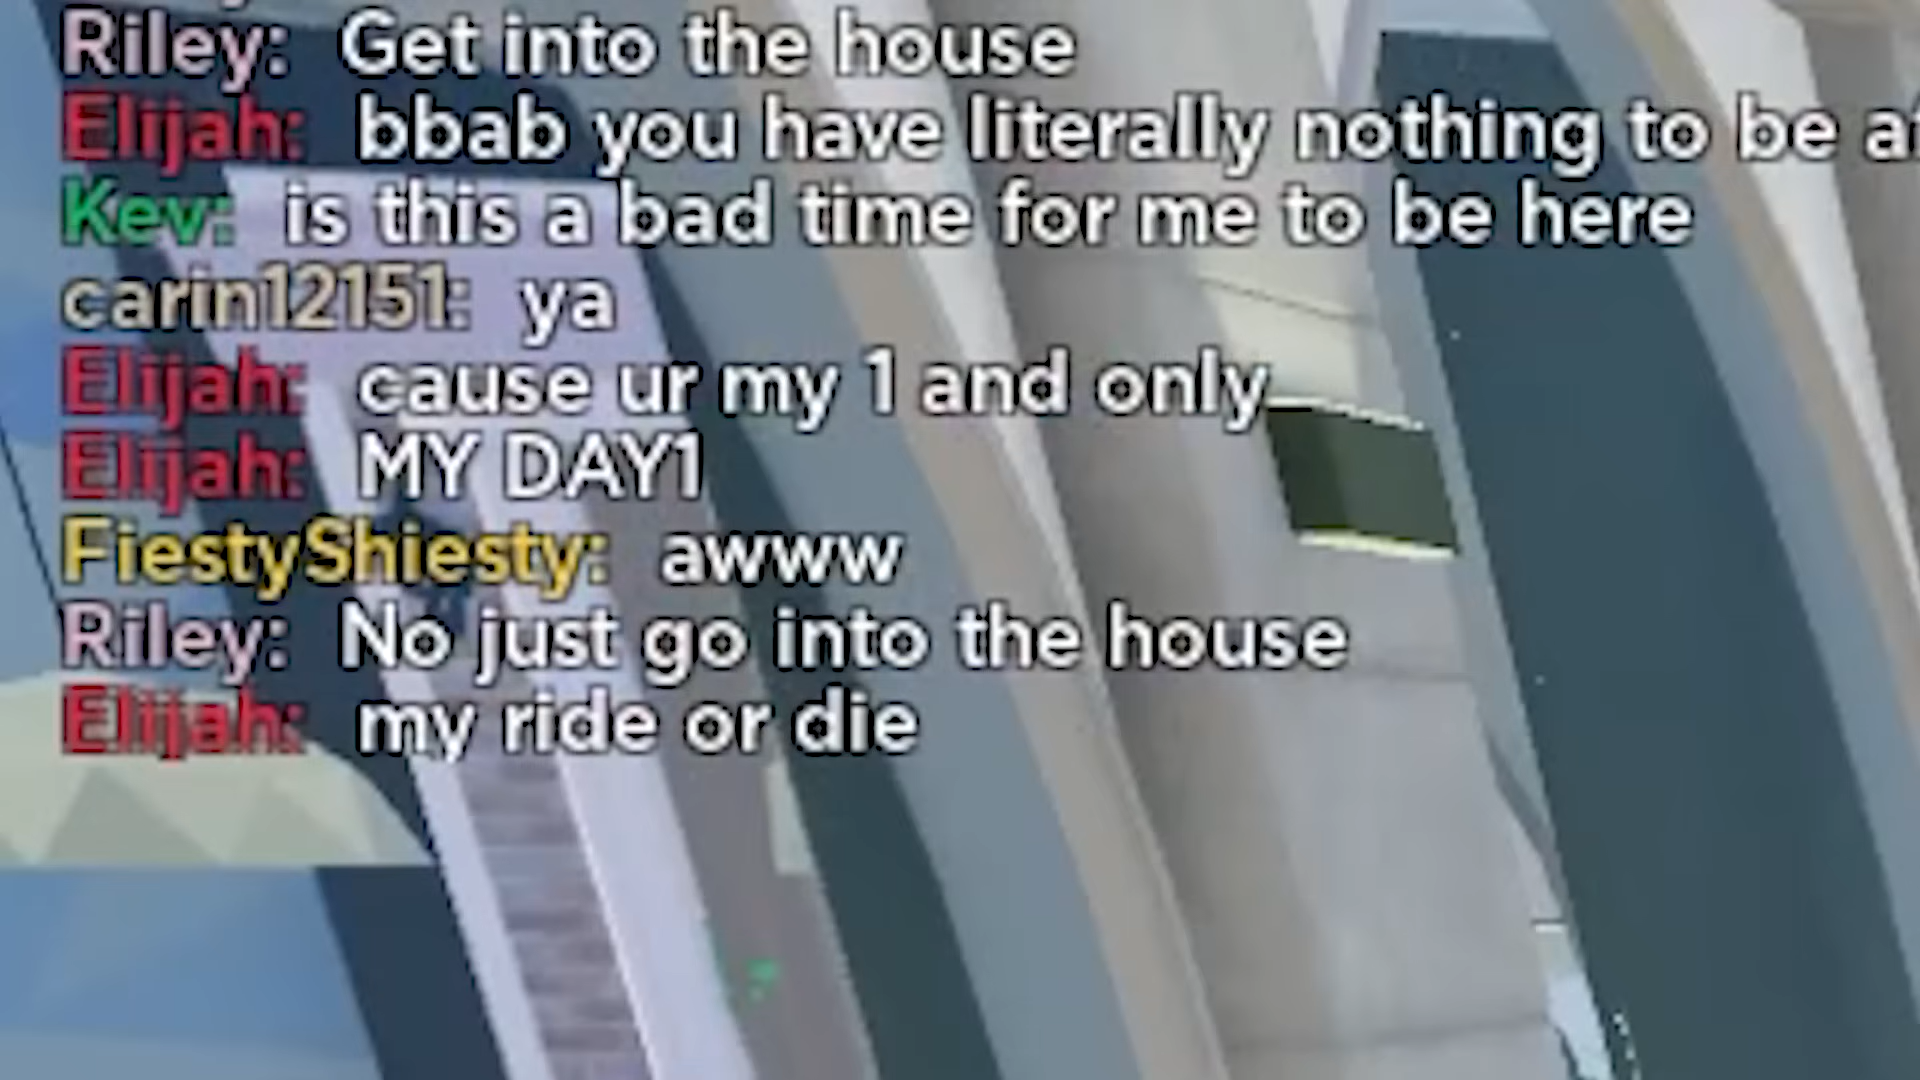 Riley: Get into the house
Elijah: bbab you have literally nothing to be
Kev: is this a bad time for me to be here
carin12151: ya
Elijah: cause ur my 1 and only
Elijah: MY DAY1
FiestyShiesty: awww
Riley: No just go into the house
Elijah: my ride or die